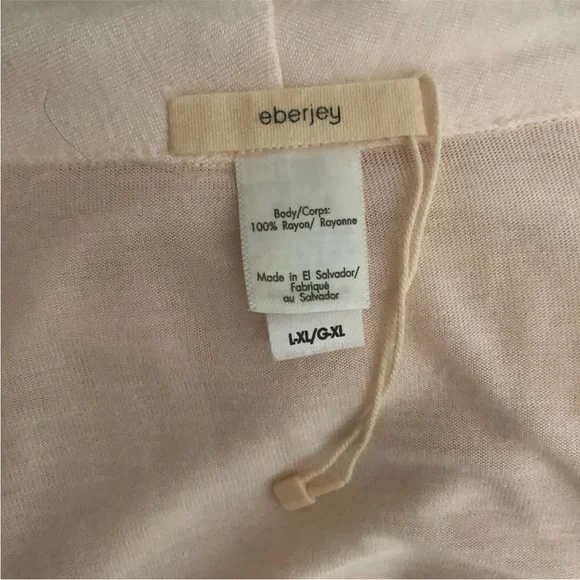 eberjey
Body/Corps:
100% Rayon/ Rayonne
Made in El Salvador/
Fabriqué
au Salvador
L-XL/G-XL